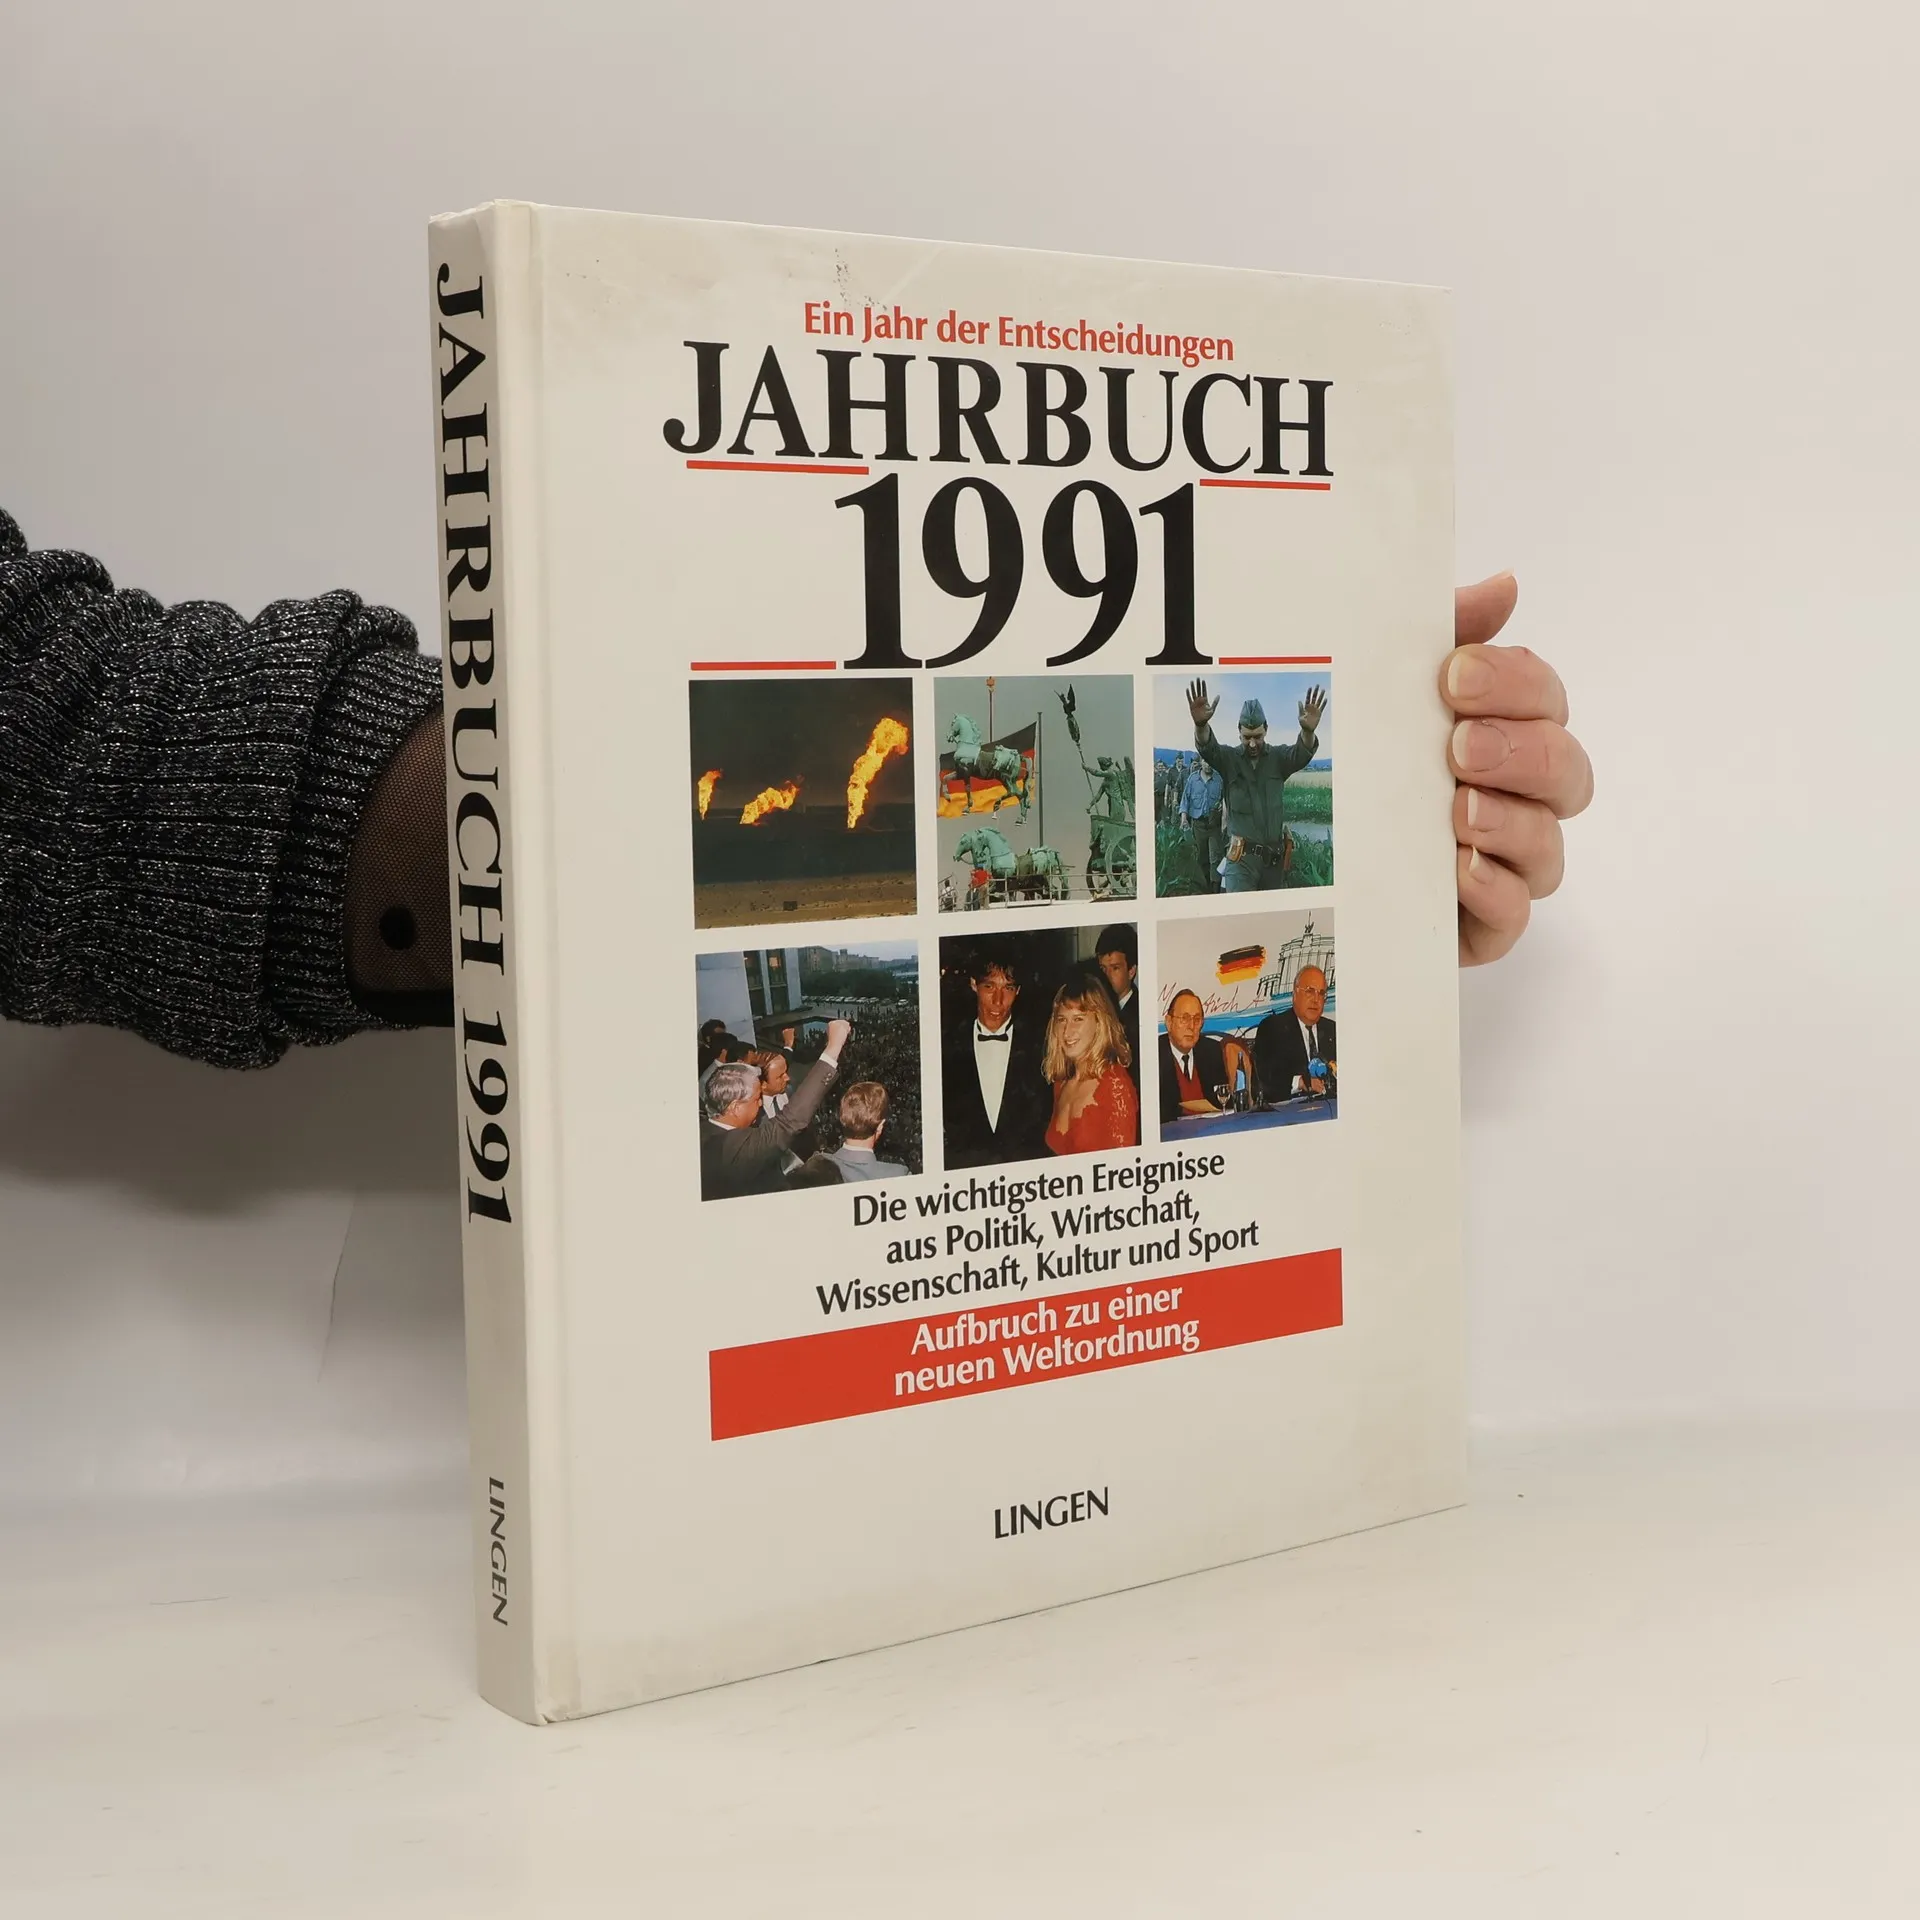 JAHRBUCH 1991
LINGEN
Ein Jahr der Entscheidungen
JAHRBUCH
1991
Die wichtigsten Ereignisse
aus Politik, Wirtschaft,
Wissenschaft, Kultur und Sport
Aufbruch zu einer
neuen Weltordnung
LINGEN